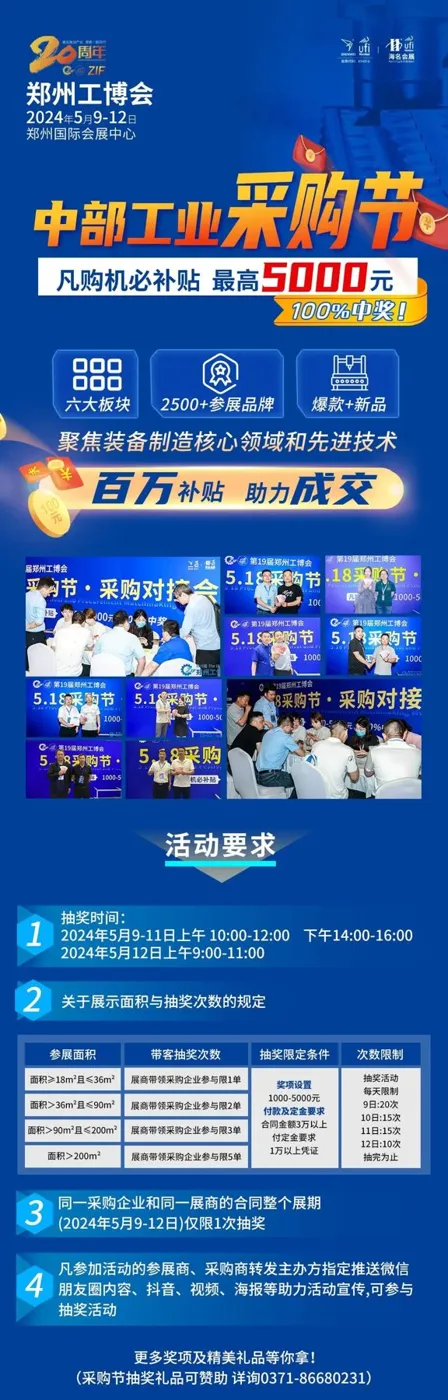 20周年
ZIF
ufi
海名会展
ufi
郑州工博会
2024年5月9-12日
郑州国际会展中心
中部工业采购节
凡购机必补贴 最高5000元
100%中奖!
六大板块
2500+参展品牌
爆款+新品
聚焦装备制造核心领域和先进技术
100元
百万补贴 助力成交
第19届郑州工博会
5.18采购节·采购对接会
活动要求
1
抽奖时间:
2024年5月9-11日上午 10:00-12:00 下午14:00-16:00
2024年5月12日上午9:00-11:00
2
关于展示面积与抽奖次数的规定
参展面积 带客抽奖次数 抽奖限定条件 次数限制
面积≥18m²且≤36m² 展商带领采购企业参与限1单
面积>36m²且≤90m² 展商带领采购企业参与限2单
面积>90m²且≤200m² 展商带领采购企业参与限3单
面积>200m² 展商带领采购企业参与限5单
奖项设置
1000-5000元
付款及定金要求
合同金额3万以上
付定金要求
1万以上凭证
抽奖活动
每天限制
9日:20次
10日:15次
11日:15次
12日:10次
抽完为止
3
同一采购企业和同一展商的合同整个展期
(2024年5月9-12日)仅限1次抽奖
4
凡参加活动的参展商、采购商转发主办方指定推送微信
朋友圈内容、抖音、视频、海报等助力活动宣传,可参与
抽奖活动
更多奖项及精美礼品等你拿!
(采购节抽奖礼品可赞助 详询0371-86680231)